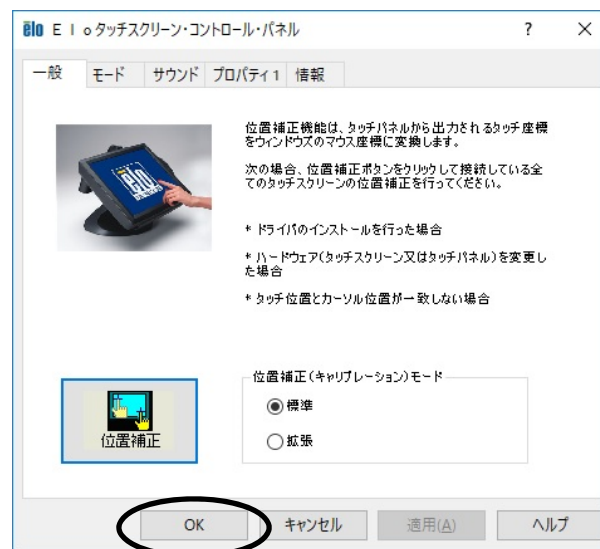 elo Ｅｌｏタッチスクリーン・コントロール・パネル ? ×
一般 モード サウンド プロパティ1 情報
位置補正機能は、タッチパネルから出力されるタッチ座標
をウィンドウズのマウス座標に変換します。
次の場合、位置補正ボタンをクリックして接続している全
てのタッチスクリーンの位置補正を行ってください。
* ドライバのインストールを行った場合
* ハードウェア(タッチスクリーン又はタッチパネル)を変更し
た場合
* タッチ位置とカーソル位置が一致しない場合
elo
位置補正(キャリブレーション)モード
標準
拡張
位置補正
OK キャンセル 適用(A) ヘルプ